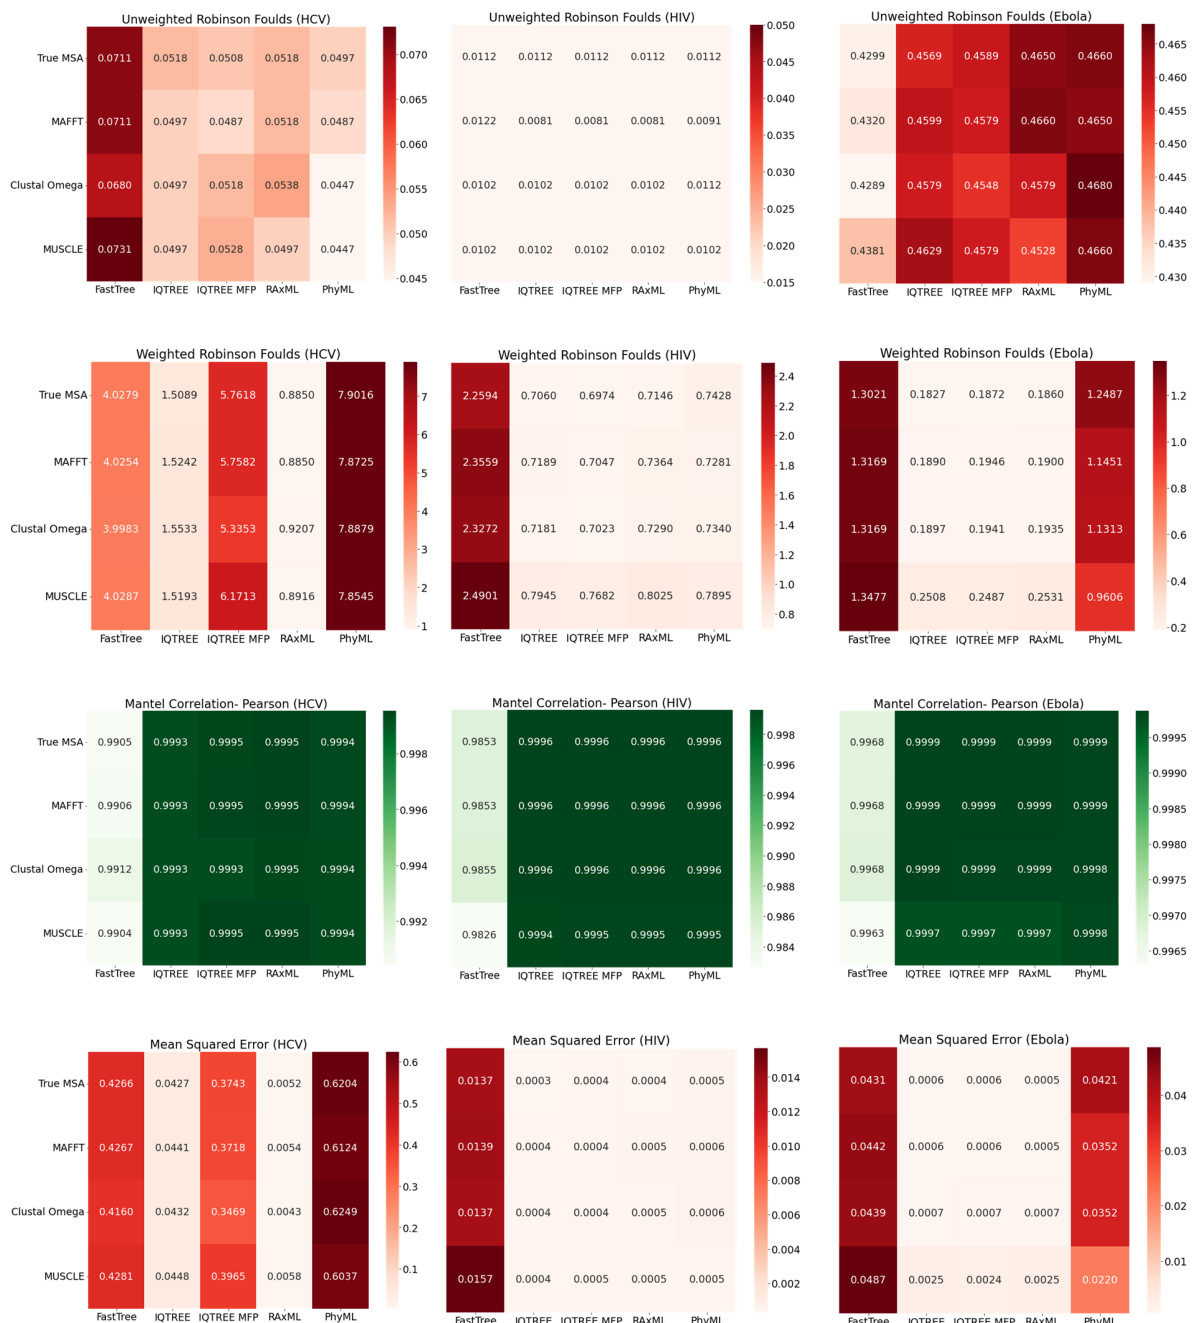 Unweighted Robinson Foulds (HCV)
True MSA 0.0711 0.0518 0.0508 0.0518 0.0497
MAFFT 0.0711 0.0497 0.0487 0.0518 0.0487
Clustal Omega 0.0680 0.0497 0.0518 0.0538 0.0447
MUSCLE 0.0731 0.0497 0.0528 0.0497 0.0447
FastTree IQTREE IQTREE MFP RAxML PhyML
0.070
0.065
0.060
0.055
0.050
0.045
Unweighted Robinson Foulds (HIV)
0.0112 0.0112 0.0112 0.0112 0.0112
0.0122 0.0081 0.0081 0.0081 0.0091
0.0102 0.0102 0.0102 0.0102 0.0112
0.0102 0.0102 0.0102 0.0102 0.0102
FastTree IQTREE IQTREE MFP RAxML PhyML
0.050
0.045
0.040
0.035
0.030
0.025
0.020
0.015
Unweighted Robinson Foulds (Ebola)
0.4299 0.4569 0.4589 0.4650 0.4660
0.4320 0.4599 0.4579 0.4660 0.4650
0.4289 0.4579 0.4548 0.4579 0.4680
0.4381 0.4629 0.4579 0.4528 0.4660
FastTree IQTREE IQTREE MFP RAxML PhyML
0.465
0.460
0.455
0.450
0.445
0.440
0.435
0.430
Weighted Robinson Foulds (HCV)
True MSA 4.0279 1.5089 5.7618 0.8850 7.9016
MAFFT 4.0254 1.5242 5.7582 0.8850 7.8725
Clustal Omega 3.9983 1.5533 5.3353 0.9207 7.8879
MUSCLE 4.0287 1.5193 6.1713 0.8916 7.8545
FastTree IQTREE IQTREE MFP RAxML PhyML
7
6
5
4
3
2
1
Weighted Robinson Foulds (HIV)
2.2594 0.7060 0.6974 0.7146 0.7428
2.3559 0.7189 0.7047 0.7364 0.7281
2.3272 0.7181 0.7023 0.7290 0.7340
2.4901 0.7945 0.7682 0.8025 0.7895
FastTree IQTREE IQTREE MFP RAxML PhyML
2.4
2.2
2.0
1.8
1.6
1.4
1.2
1.0
0.8
Weighted Robinson Foulds (Ebola)
1.3021 0.1827 0.1872 0.1860 1.2487
1.3169 0.1890 0.1946 0.1900 1.1451
1.3169 0.1897 0.1941 0.1935 1.1313
1.3477 0.2508 0.2487 0.2531 0.9606
FastTree IQTREE IQTREE MFP RAxML PhyML
1.2
1.0
0.8
0.6
0.4
0.2
Mantel Correlation- Pearson (HCV)
True MSA 0.9905 0.9993 0.9995 0.9995 0.9994
MAFFT 0.9906 0.9993 0.9995 0.9995 0.9994
Clustal Omega 0.9912 0.9993 0.9993 0.9995 0.9994
MUSCLE 0.9904 0.9993 0.9995 0.9995 0.9994
FastTree IQTREE IQTREE MFP RAxML PhyML
0.998
0.996
0.994
0.992
Mantel Correlation- Pearson (HIV)
0.9853 0.9996 0.9996 0.9996 0.9996
0.9853 0.9996 0.9996 0.9996 0.9996
0.9855 0.9996 0.9996 0.9996 0.9996
0.9826 0.9994 0.9995 0.9995 0.9995
FastTree IQTREE IQTREE MFP RAxML PhyML
0.998
0.996
0.994
0.992
0.990
0.988
0.986
0.984
Mantel Correlation- Pearson (Ebola)
0.9968 0.9999 0.9999 0.9999 0.9999
0.9968 0.9999 0.9999 0.9999 0.9999
0.9968 0.9999 0.9999 0.9999 0.9998
0.9963 0.9997 0.9997 0.9997 0.9998
FastTree IQTREE IQTREE MFP RAxML PhyML
0.9995
0.9990
0.9985
0.9980
0.9975
0.9970
0.9965
Mean Squared Error (HCV)
True MSA 0.4266 0.0427 0.3743 0.0052 0.6204
MAFFT 0.4267 0.0441 0.3718 0.0054 0.6124
Clustal Omega 0.4160 0.0432 0.3469 0.0043 0.6249
MUSCLE 0.4281 0.0448 0.3965 0.0058 0.6037
FastTree IQTREE IQTREE MFP RAxML PhyML
0.6
0.5
0.4
0.3
0.2
0.1
Mean Squared Error (HIV)
0.0137 0.0003 0.0004 0.0004 0.0005
0.0139 0.0004 0.0004 0.0005 0.0006
0.0137 0.0004 0.0004 0.0005 0.0006
0.0157 0.0004 0.0005 0.0005 0.0005
FastTree IQTREE IQTREE MFP RAxML PhyML
0.014
0.012
0.010
0.008
0.006
0.004
0.002
Mean Squared Error (Ebola)
0.0431 0.0006 0.0006 0.0005 0.0421
0.0442 0.0006 0.0006 0.0005 0.0352
0.0439 0.0007 0.0007 0.0007 0.0352
0.0487 0.0025 0.0024 0.0025 0.0220
FastTree IQTREE IQTREE MFP RAxML PhyML
0.04
0.03
0.02
0.01